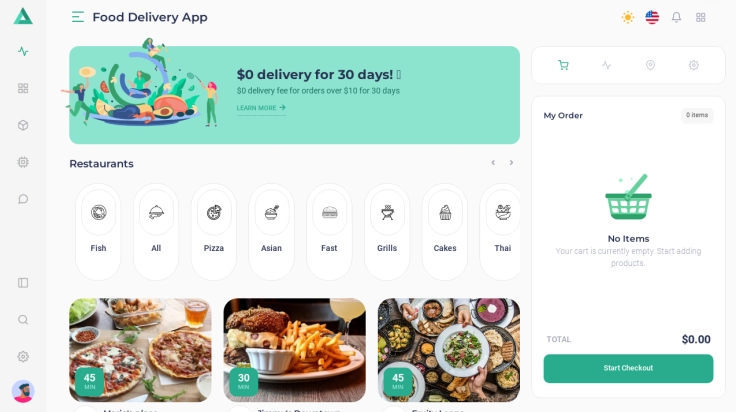 Food Delivery App
$0 delivery for 30 days!
$0 delivery fee for orders over $10 for 30 days
LEARN MORE
My Order
0 items
Restaurants
Fish
All
Pizza
Asian
Fast
Grills
Cakes
Thai
No Items
Your cart is currently empty. Start adding
products.
45
MIN
30
MIN
45
MIN
TOTAL
$0.00
Start Checkout